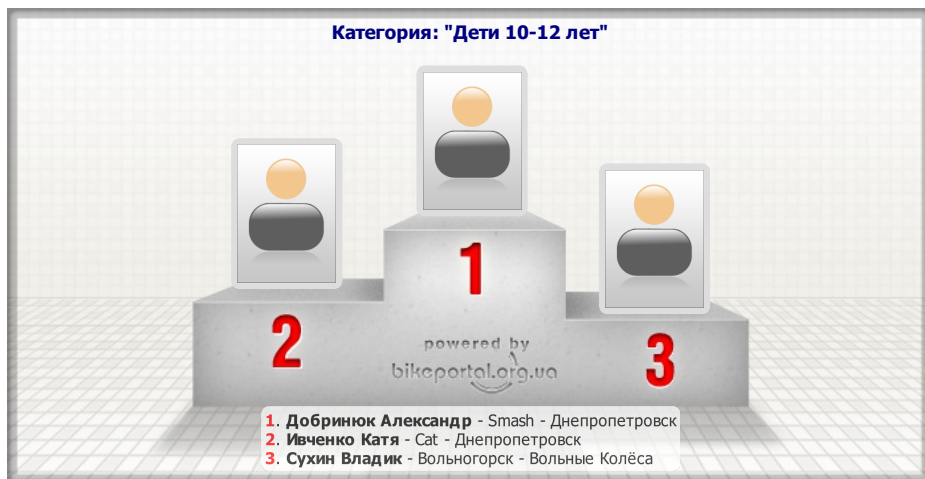 Категория: "Дети 10-12 лет"
1
2
3
powered by
bikeportal.org.ua
1. Добринюк Александр - Smash - Днепропетровск
2. Ивченко Катя - Cat - Днепропетровск
3. Сухин Владик - Вольногорск - Вольные Колёса